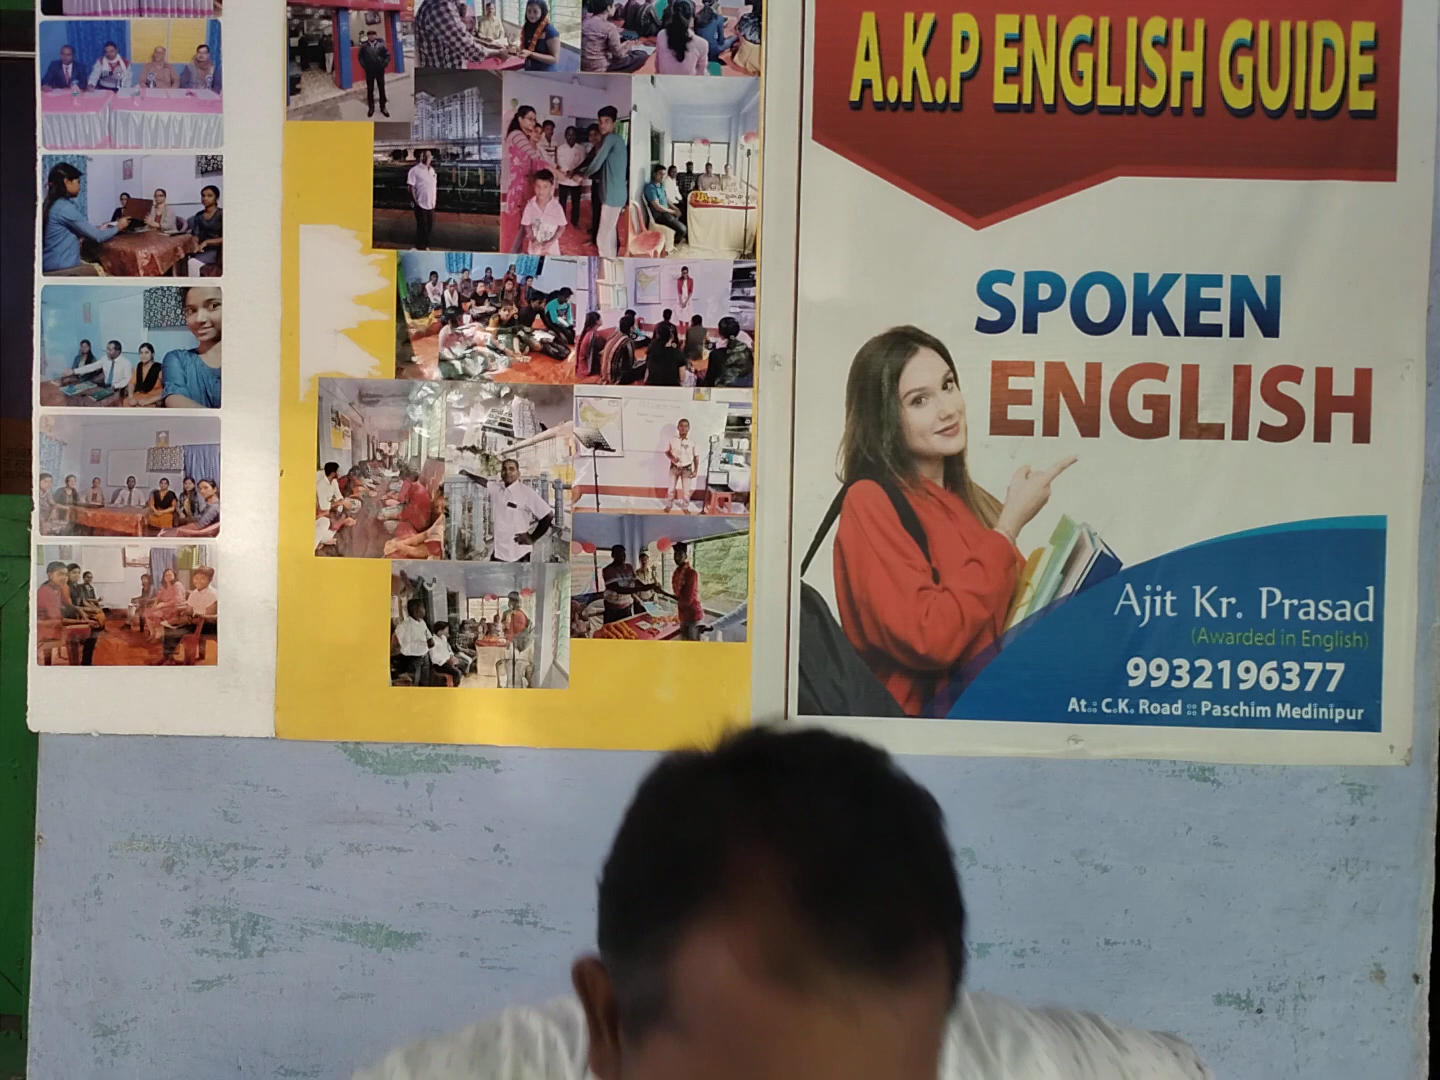 A.K.P ENGLISH GUIDE
SPOKEN
ENGLISH
Ajit Kr. Prasad
(Awarded in English)
9932196377
At.:: C.K. Road :: Paschim Medinipur